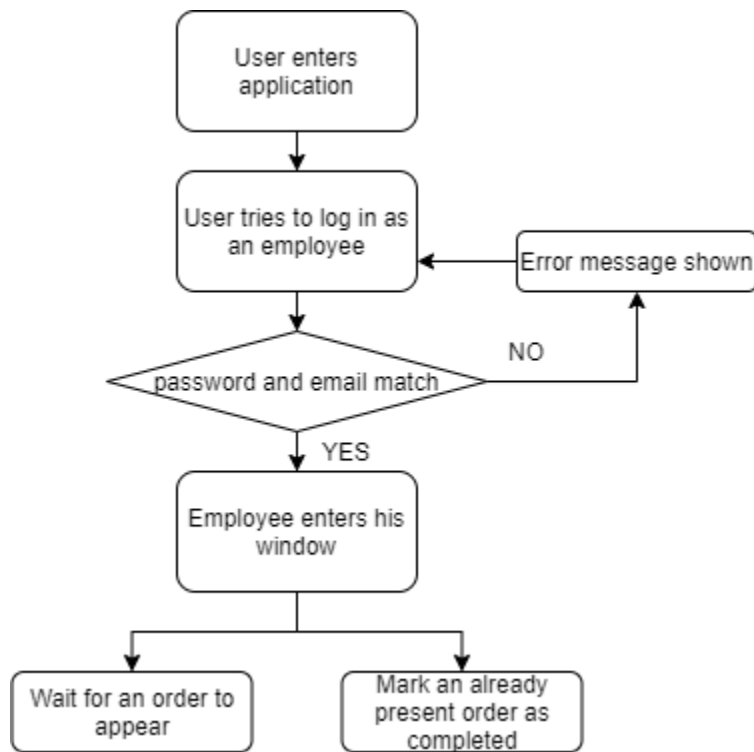 User enters
application
User tries to log in as
an employee
Error message shown
NO
password and email match
YES
Employee enters his
window
Wait for an order to
appear
Mark an already
present order as
completed